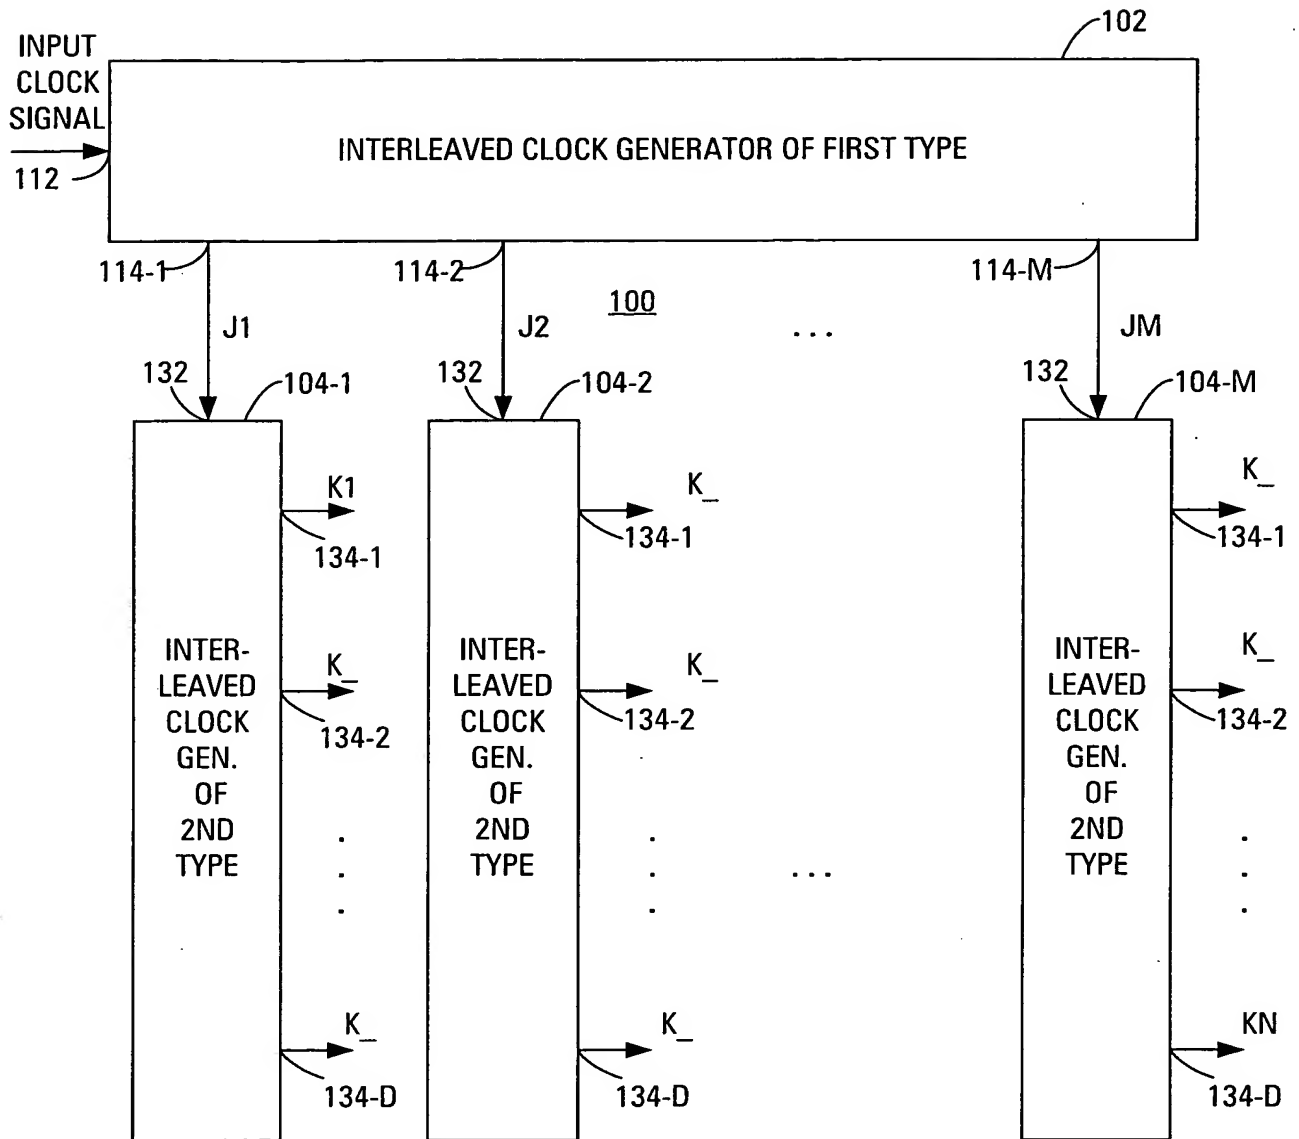 102
INPUT
CLOCK
SIGNAL
112
INTERLEAVED CLOCK GENERATOR OF FIRST TYPE
114-1
114-2
114-M
100
J1
J2
...
JM
132
104-1
132
104-2
132
104-M
K1
134-1
K_
134-1
K_
134-1
INTER-
LEAVED
CLOCK
GEN.
OF
2ND
TYPE
INTER-
LEAVED
CLOCK
GEN.
OF
2ND
TYPE
INTER-
LEAVED
CLOCK
GEN.
OF
2ND
TYPE
K_
134-2
K_
134-2
K_
134-2
...
K_
134-D
K_
134-D
KN
134-D